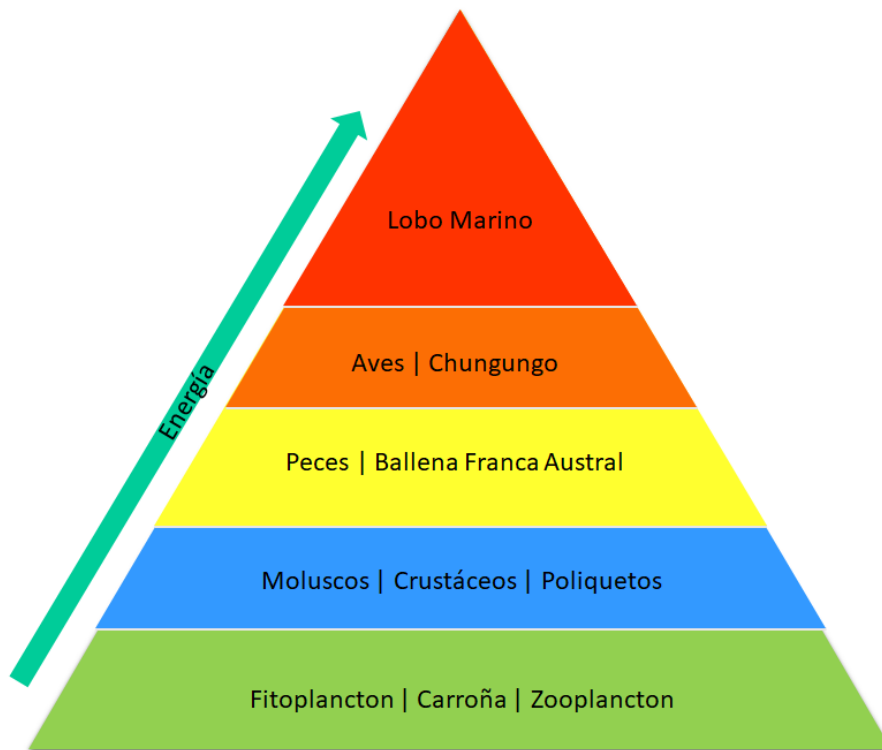 Lobo Marino
Aves | Chungungo
Energía
Peces | Ballena Franca Austral
Moluscos | Crustáceos | Poliquetos
Fitoplancton | Carroña | Zooplancton